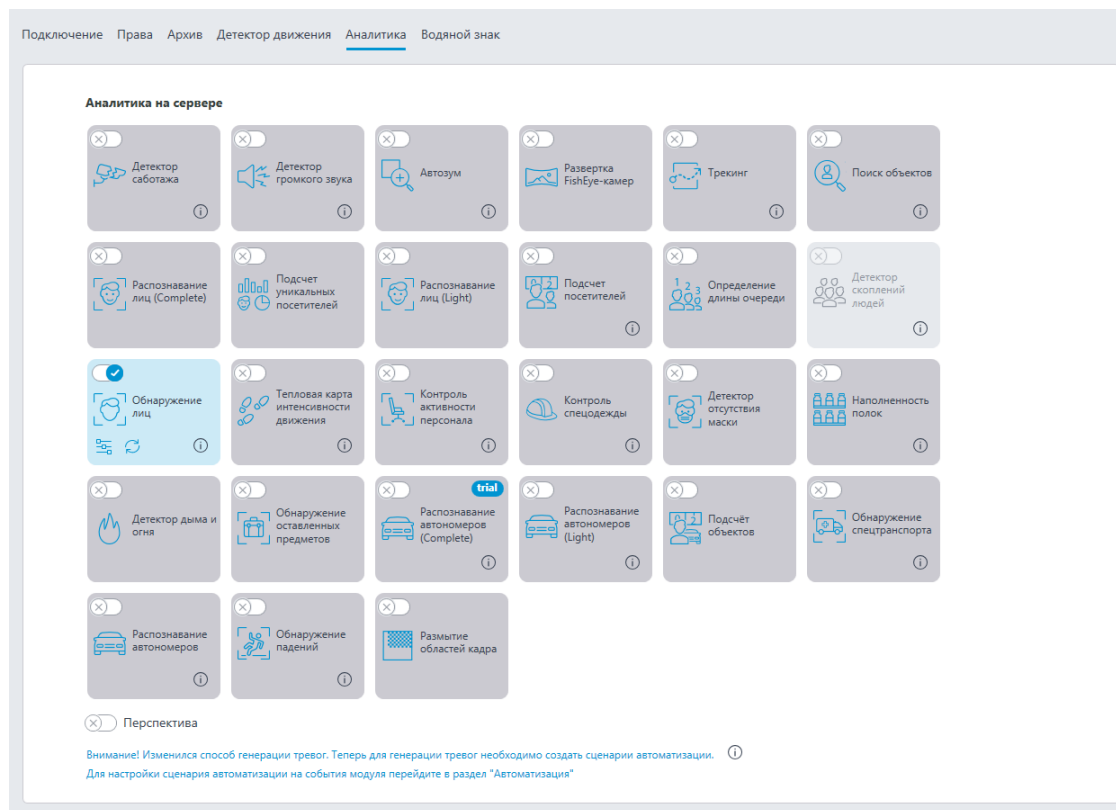 Подключение Права Архив Детектор движения Аналитика Водяной знак
Аналитика на сервере
Детектор
саботажа
Детектор
громкого звука
Автозум
Развертка
FishEye-камер
Трекинг
Поиск объектов
Распознавание
лиц (Complete)
Подсчет
уникальных
посетителей
Распознавание
лиц (Light)
Подсчет
посетителей
Определение
длины очереди
Детектор
скоплений
людей
Обнаружение
лиц
Тепловая карта
интенсивности
движения
Контроль
активности
персонала
Контроль
спецодежды
Детектор
отсутствия
маски
Наполненность
полок
Детектор дыма и
огня
Обнаружение
оставленных
предметов
trial
Распознавание
автономеров
(Complete)
Распознавание
автономеров
(Light)
Подсчёт
объектов
Обнаружение
спецтранспорта
Распознавание
автономеров
Обнаружение
падений
Размытие
областей кадра
Перспектива
Внимание! Изменился способ генерации тревог. Теперь для генерации тревог необходимо создать сценарии автоматизации.
Для настройки сценария автоматизации на события модуля перейдите в раздел "Автоматизация"